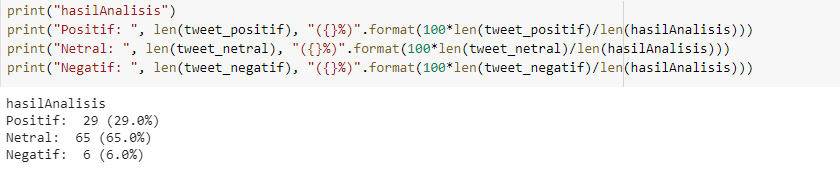 print("hasilAnalisis")
print("Positif: ", len(tweet_positif), "({}%)".format(100*len(tweet_positif)/len(hasilAnalisis)))
print("Netral: ", len(tweet_netral), "({}%)".format(100*len(tweet_netral)/len(hasilAnalisis)))
print("Negatif: ", len(tweet_negatif), "({}%)".format(100*len(tweet_negatif)/len(hasilAnalisis)))
hasilAnalisis
Positif:  29 (29.0%)
Netral:  65 (65.0%)
Negatif:  6 (6.0%)